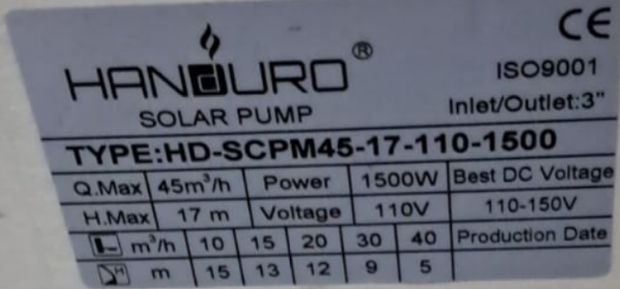 CE
HANDURO®
ISO9001
SOLAR PUMP
Inlet/Outlet:3"
TYPE:HD-SCPM45-17-110-1500
Q.Max 45m³/h Power 1500W Best DC Voltage
H.Max 17 m Voltage 110V 110-150V
m³/h 10 15 20 30 40 Production Date
H m 15 13 12 9 5